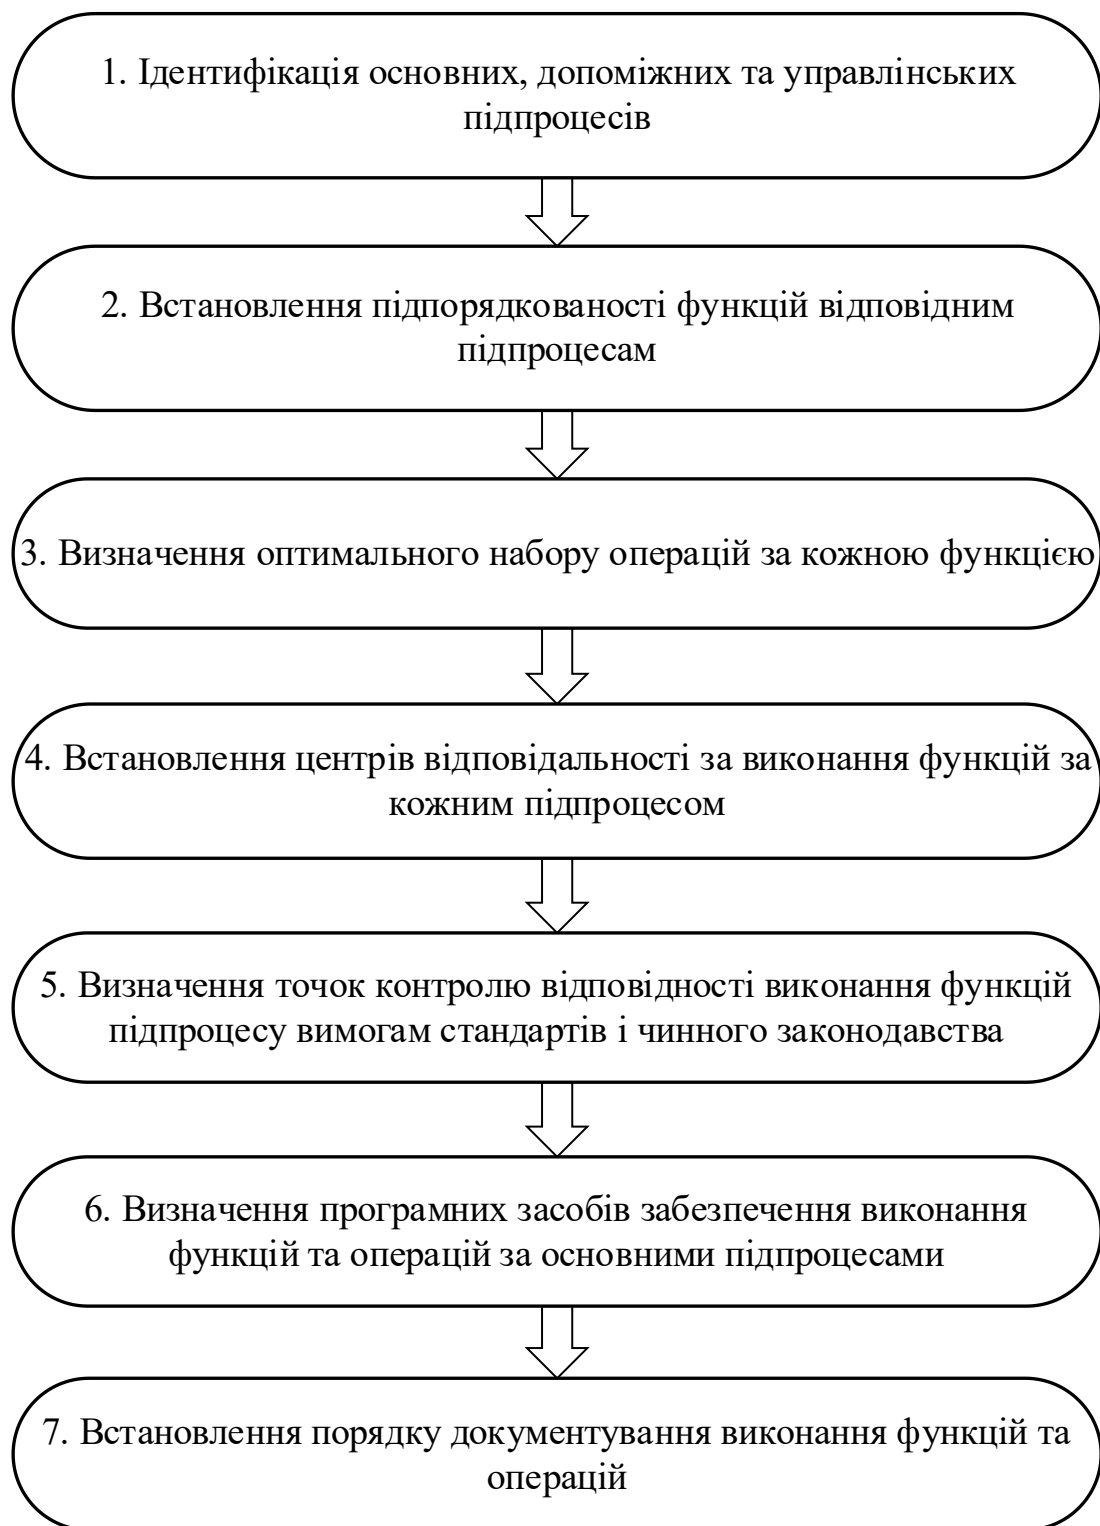 1. Ідентифікація основних, допоміжних та управлінських
підпроцесів
2. Встановлення підпорядкованості функцій відповідним
підпроцесам
3. Визначення оптимального набору операцій за кожною функцією
4. Встановлення центрів відповідальності за виконання функцій за
кожним підпроцесом
5. Визначення точок контролю відповідності виконання функцій
підпроцесу вимогам стандартів і чинного законодавства
6. Визначення програмних засобів забезпечення виконання
функцій та операцій за основними підпроцесами
7. Встановлення порядку документування виконання функцій та
операцій